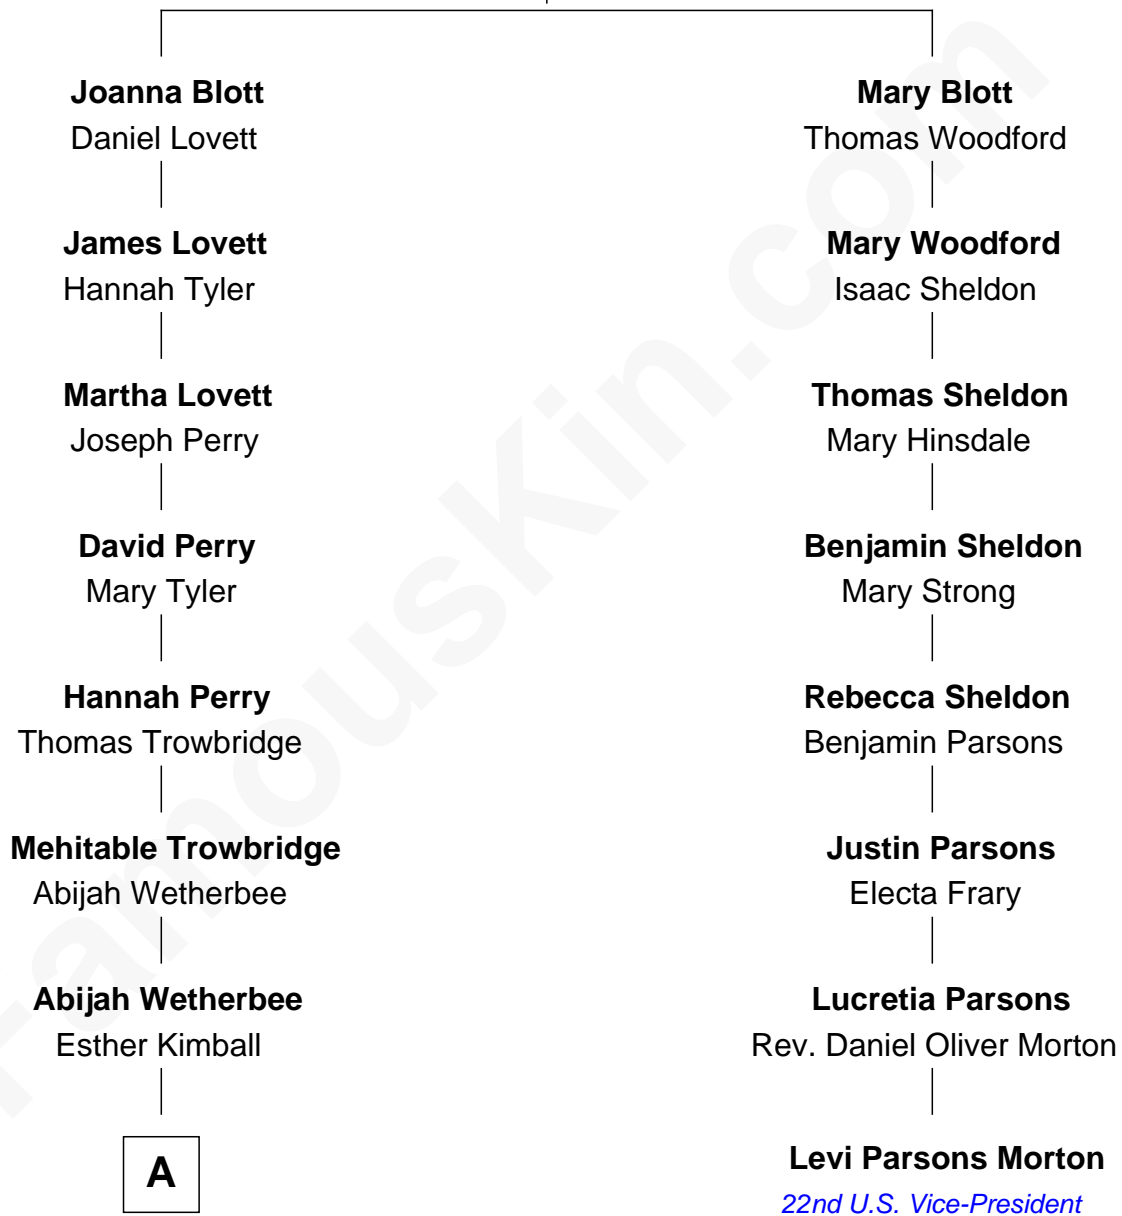 Joanna Blott
Daniel Lovett
Mary Blott
Thomas Woodford
James Lovett
Hannah Tyler
Mary Woodford
Isaac Sheldon
Martha Lovett
Joseph Perry
Thomas Sheldon
Mary Hinsdale
David Perry
Mary Tyler
Benjamin Sheldon
Mary Strong
Hannah Perry
Thomas Trowbridge
Rebecca Sheldon
Benjamin Parsons
Mehitable Trowbridge
Abijah Wetherbee
Justin Parsons
Electa Frary
Abijah Wetherbee
Esther Kimball
Lucretia Parsons
Rev. Daniel Oliver Morton
A
Levi Parsons Morton
22nd U.S. Vice-President
FamousKin.com